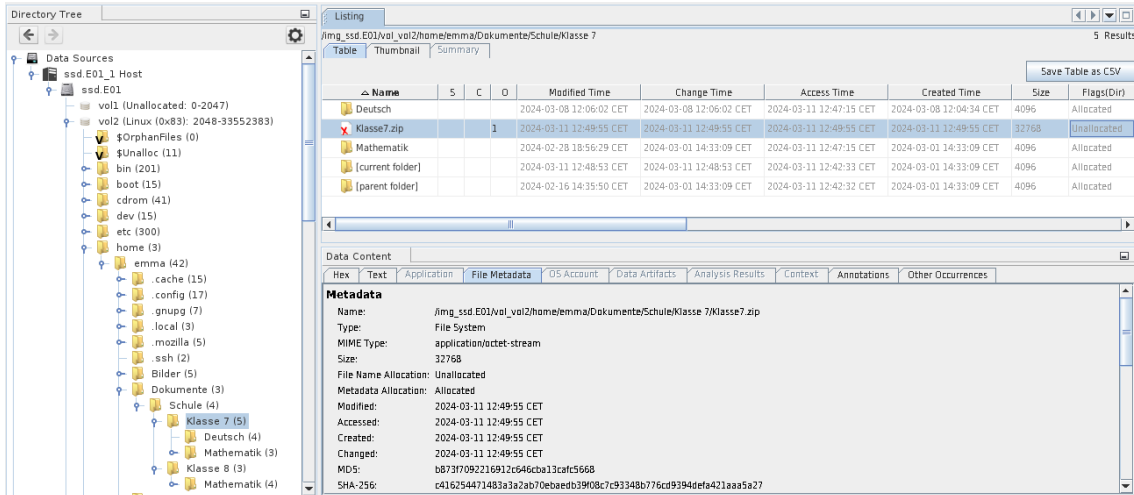 Directory Tree
Data Sources
ssd.E01_1 Host
ssd.E01
vol1 (Unallocated: 0-2047)
vol2 (Linux (0x83): 2048-33552383)
$OrphanFiles (0)
$Unalloc (11)
bin (201)
boot (15)
cdrom (41)
dev (15)
etc (300)
home (3)
emma (42)
.cache (15)
.config (17)
.gnupg (7)
.local (3)
.mozilla (5)
.ssh (2)
Bilder (5)
Dokumente (3)
Schule (4)
Klasse 7 (5)
Deutsch (4)
Mathematik (3)
Klasse 8 (3)
Mathematik (4)
Listing
/img_ssd.E01/vol_vol2/home/emma/Dokumente/Schule/Klasse 7 5 Results
Table Thumbnail Summary
Save Table as CSV
Name S C O Modified Time Change Time Access Time Created Time Size Flags(Dir)
Deutsch 2024-03-08 12:06:02 CET 2024-03-08 12:06:02 CET 2024-03-11 12:47:15 CET 2024-03-08 12:04:34 CET 4096 Allocated
Klasse7.zip 1 2024-03-11 12:49:55 CET 2024-03-11 12:49:55 CET 2024-03-11 12:49:55 CET 2024-03-11 12:49:55 CET 32768 Unallocated
Mathematik 2024-02-28 18:56:29 CET 2024-03-01 14:33:09 CET 2024-03-11 12:47:15 CET 2024-03-01 14:33:09 CET 4096 Allocated
[current folder] 2024-03-11 12:48:53 CET 2024-03-11 12:48:53 CET 2024-03-11 12:42:33 CET 2024-03-01 14:33:09 CET 4096 Allocated
[parent folder] 2024-02-16 14:35:50 CET 2024-03-01 14:33:09 CET 2024-03-11 12:42:32 CET 2024-03-01 14:33:09 CET 4096 Allocated
Data Content
Hex Text Application File Metadata OS Account Data Artifacts Analysis Results Context Annotations Other Occurrences
Metadata
Name: /img_ssd.E01/vol_vol2/home/emma/Dokumente/Schule/Klasse 7/Klasse7.zip
Type: File System
MIME Type: application/octet-stream
Size: 32768
File Name Allocation: Unallocated
Metadata Allocation: Allocated
Modified: 2024-03-11 12:49:55 CET
Accessed: 2024-03-11 12:49:55 CET
Created: 2024-03-11 12:49:55 CET
Changed: 2024-03-11 12:49:55 CET
MD5: b873f7092216912c646cba13cafc5668
SHA-256: c416254471483a3a2ab70ebaedb39f08c7c93348b776cd9394defa421aaa5a27